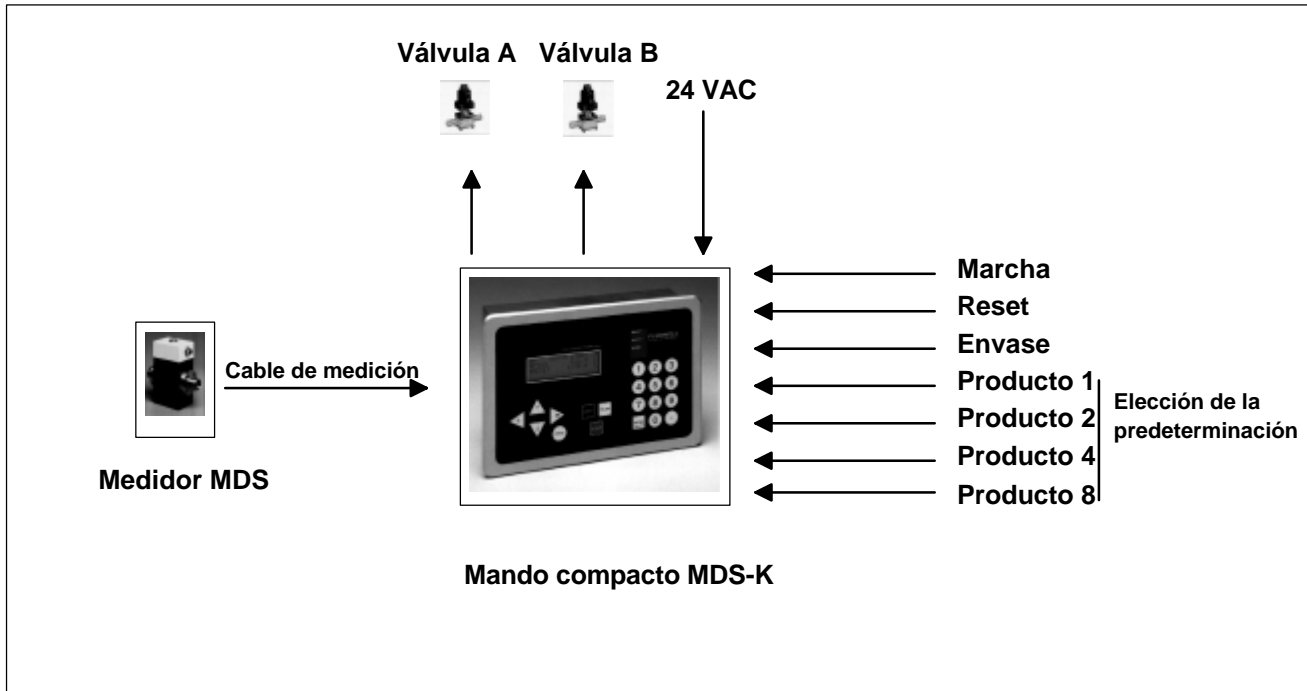 Válvula A
Válvula B
24 VAC
Marcha
Reset
Envase
Producto 1
Producto 2
Producto 4
Producto 8
Elección de la
predeterminación
Cable de medición
Medidor MDS
Mando compacto MDS-K